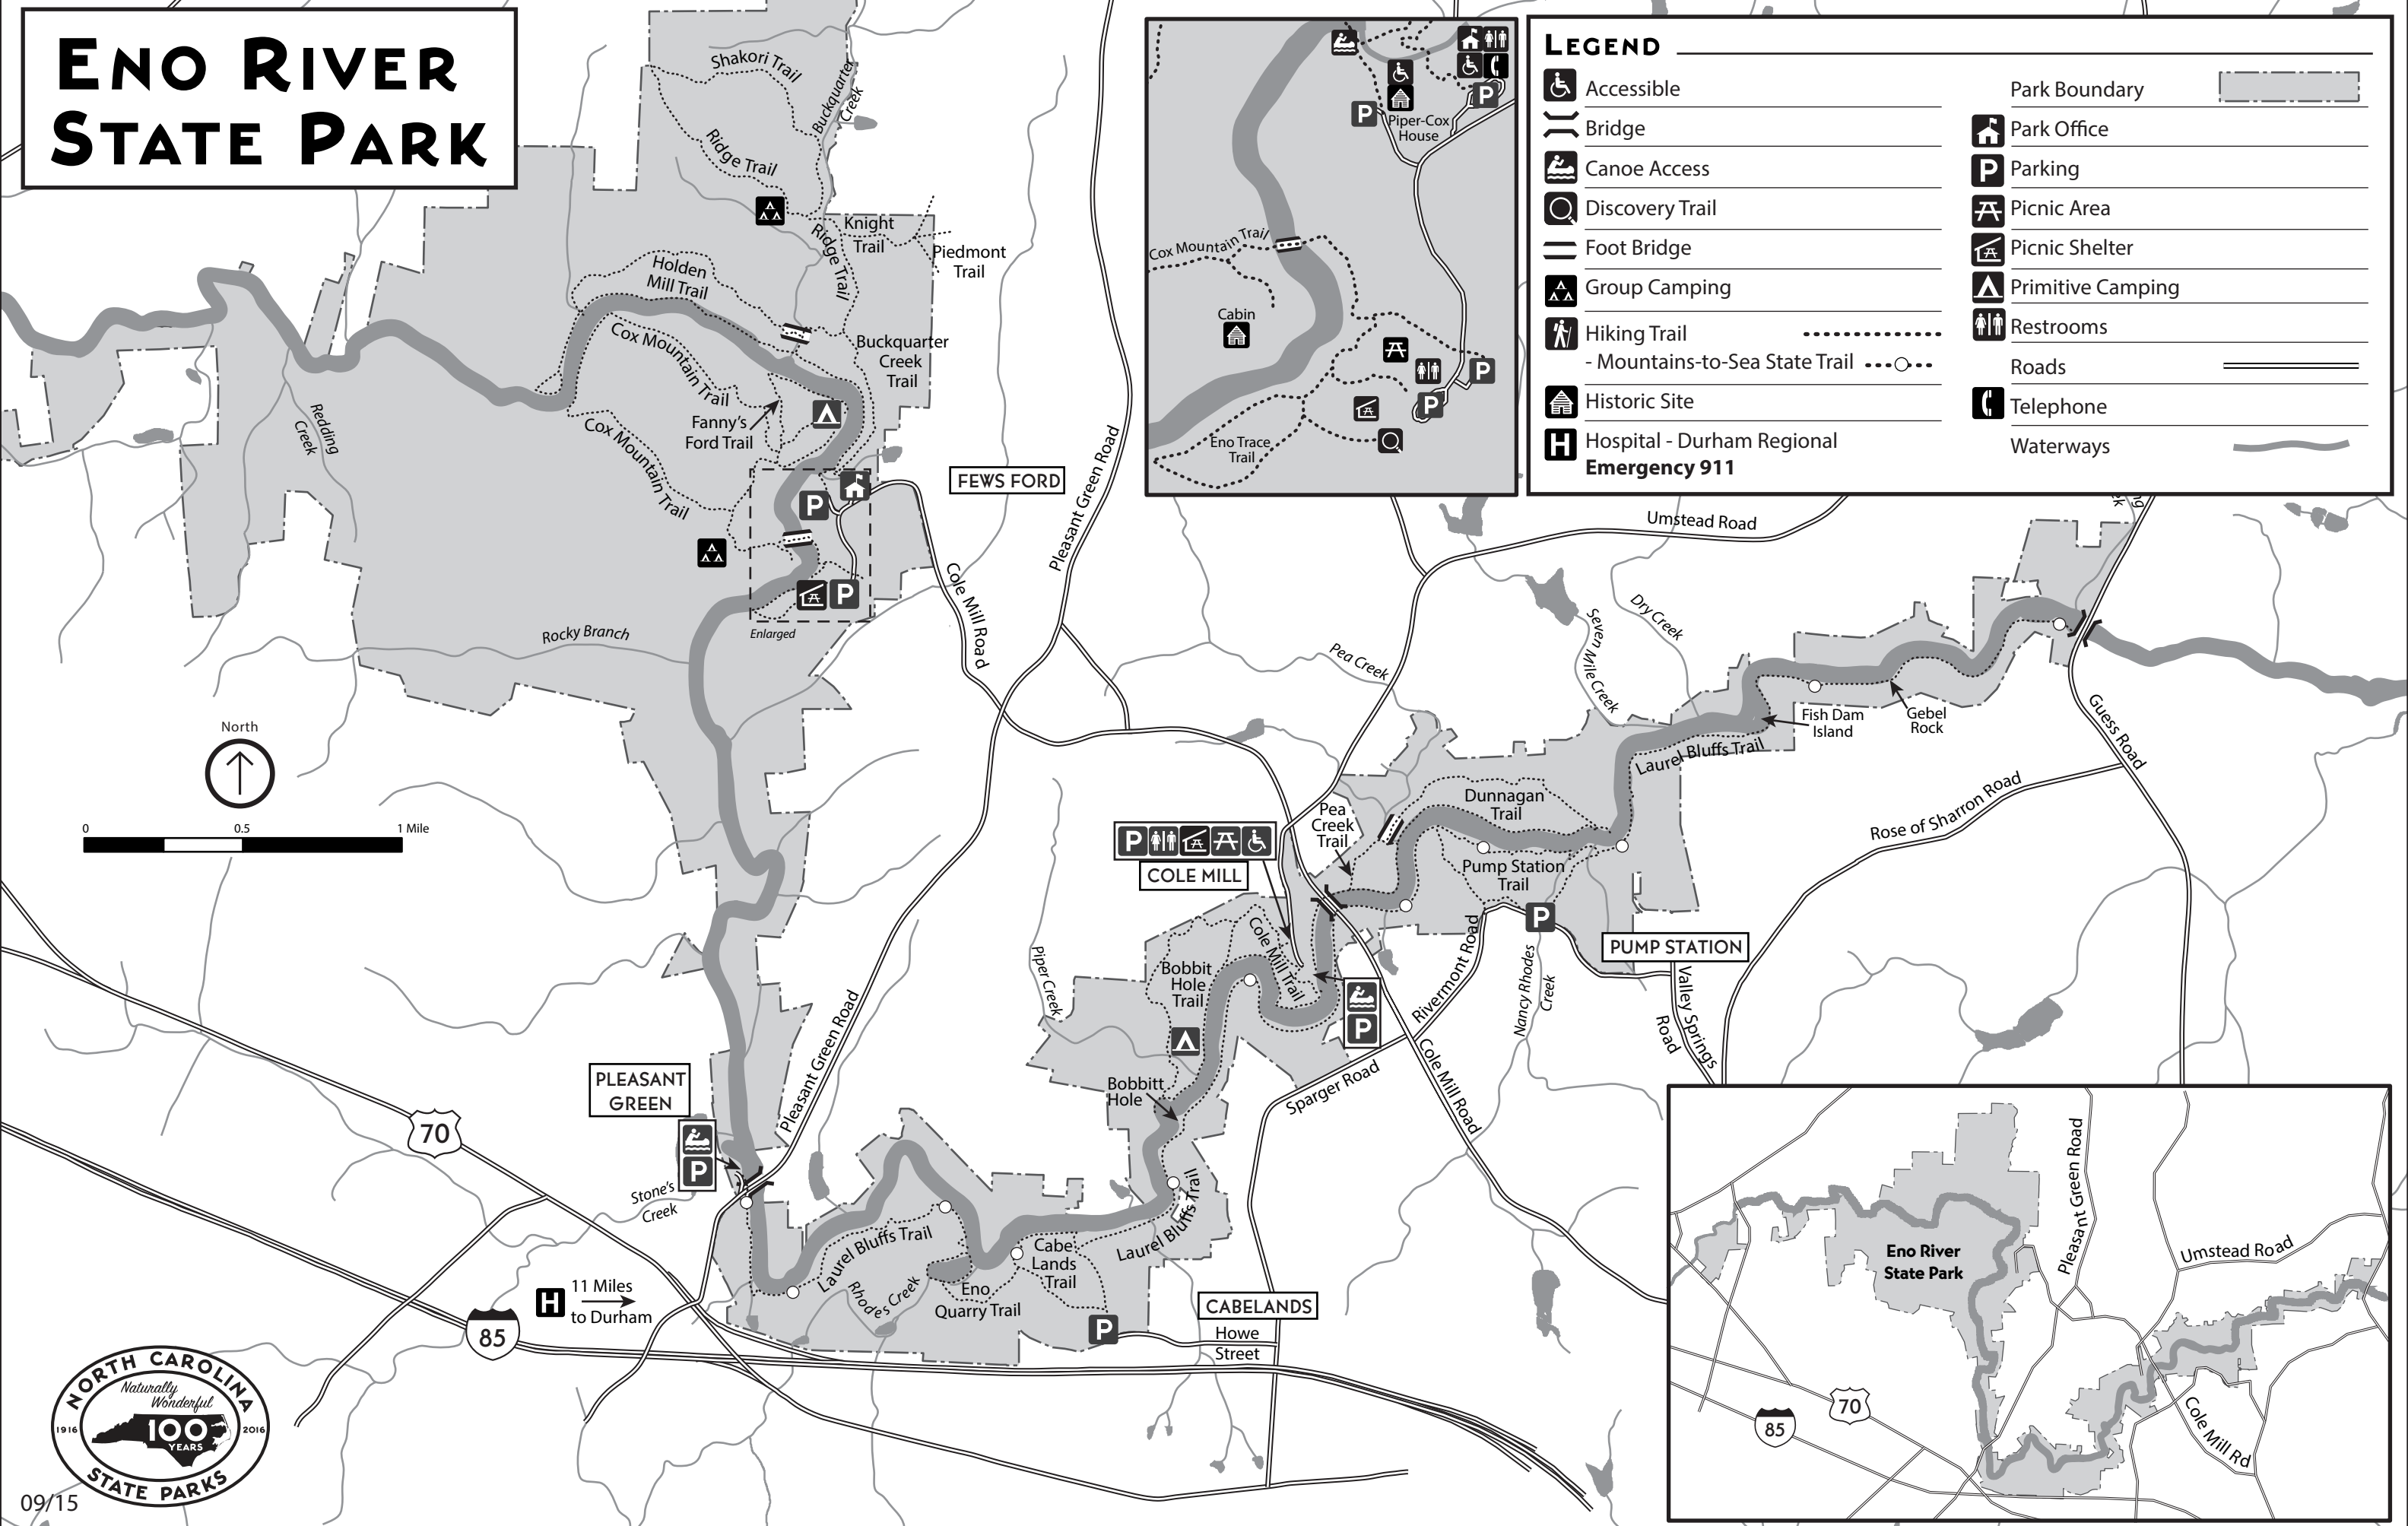 ENO RIVER
STATE PARK
Shakori Trail
Buckquarter
Creek
Ridge Trail
Knight
Trail
Ridge Trail
Piedmont
Trail
Holden
Mill Trail
Cox Mountain Trail
Buckquarter
Creek
Trail
Fanny's
Ford Trail
Cox Mountain Trail
Redding
Creek
P
P
Enlarged
FEWS FORD
Pleasant Green Road
Cole Mill Road
Rocky Branch
North
0 0.5 1 Mile
P
Piper-Cox
House
P
Cox Mountain Trail
Cabin
P
P
Eno Trace
Trail
LEGEND
Accessible
Bridge
Canoe Access
Discovery Trail
Foot Bridge
Group Camping
Hiking Trail
- Mountains-to-Sea State Trail
Historic Site
H Hospital - Durham Regional
Emergency 911
Park Boundary
Park Office
P Parking
Picnic Area
Picnic Shelter
Primitive Camping
Restrooms
Roads
Telephone
Waterways
Umstead Road
Pea Creek
Seven Mile Creek
Dry Creek
Fish Dam
Island
Gebel
Rock
Guess Road
Laurel Bluffs Trail
Rose of Sharron Road
Dunnagan
Trail
Pea
Creek
Trail
P
COLE MILL
Pump Station
Trail
P
PUMP STATION
Rivermont Road
Nancy Rhodes
Creek
Valley Springs
Road
Cole Mill Trail
Bobbit
Hole
Trail
Piper Creek
P
Sparger Road
Cole Mill Road
Bobbitt
Hole
Pleasant Green Road
PLEASANT
GREEN
P
70
Stone's
Creek
Laurel Bluffs Trail
Laurel Bluffs Trail
Rhode's Creek
Cabe
Lands
Trail
Eno
Quarry Trail
P
CABELANDS
Howe
Street
H
11 Miles
to Durham
85
NORTH CAROLINA
Naturally
Wonderful
1916
100
YEARS
2016
STATE PARKS
09/15
Eno River
State Park
Pleasant Green Road
Umstead Road
70
85
Cole Mill Rd